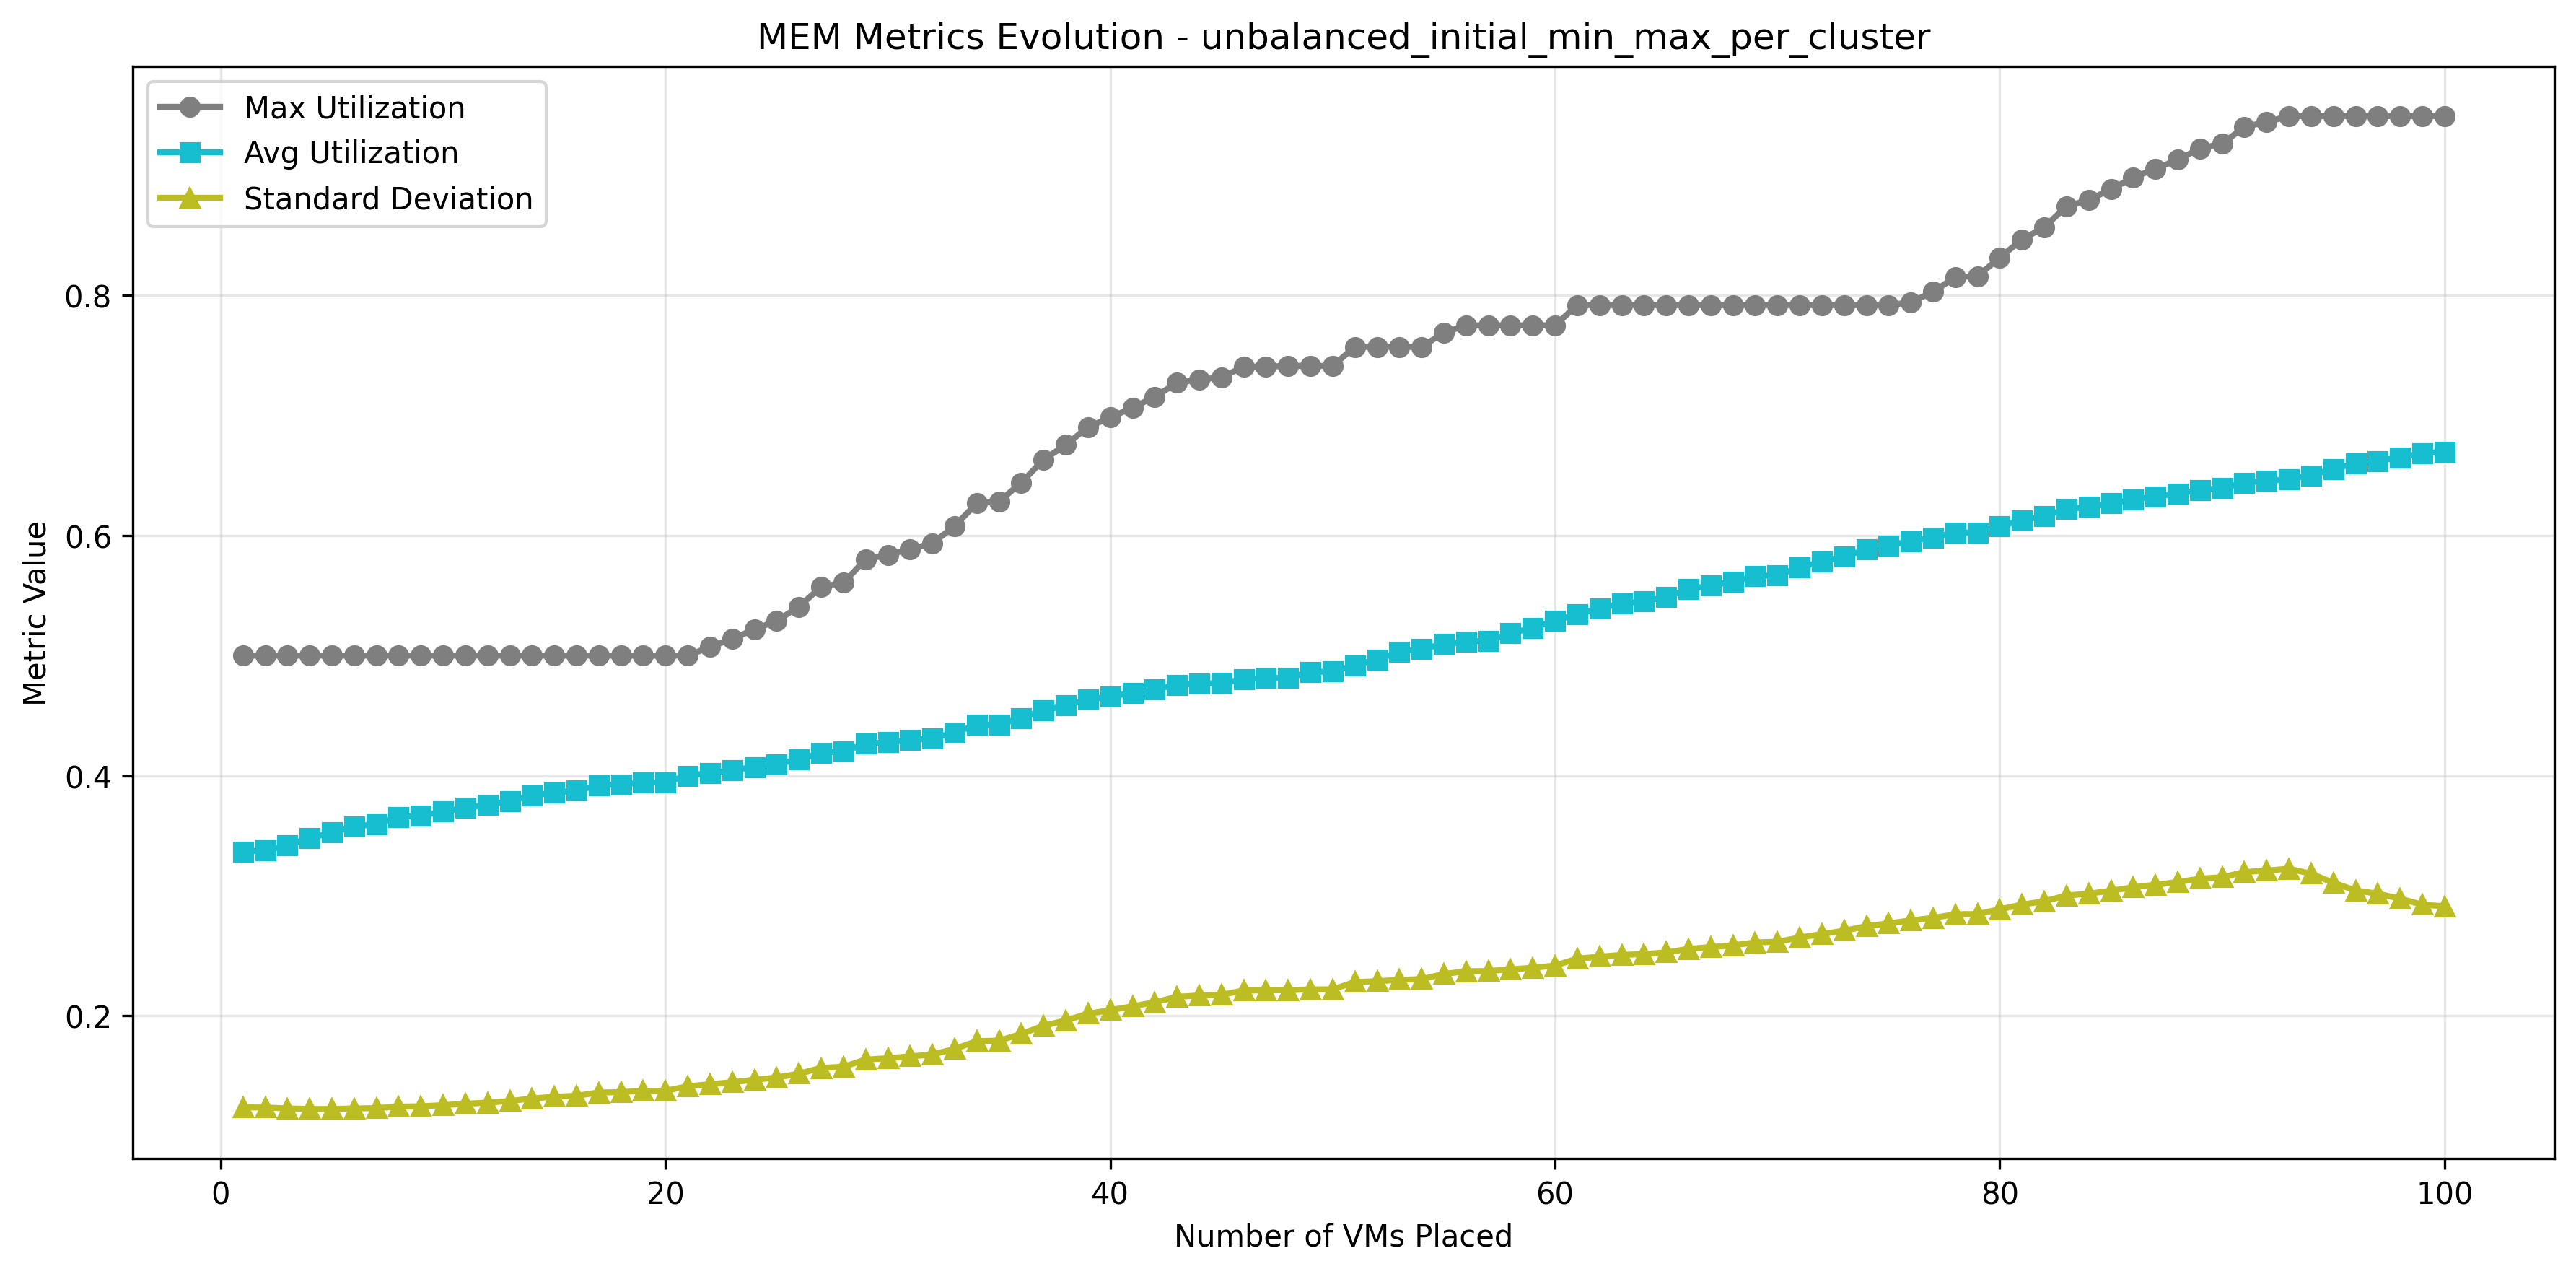 MEM Metrics Evolution - unbalanced_initial_min_max_per_cluster
Max Utilization
Avg Utilization
Standard Deviation
Metric Value
0.8
0.6
0.4
0.2
0 20 40 60 80 100
Number of VMs Placed